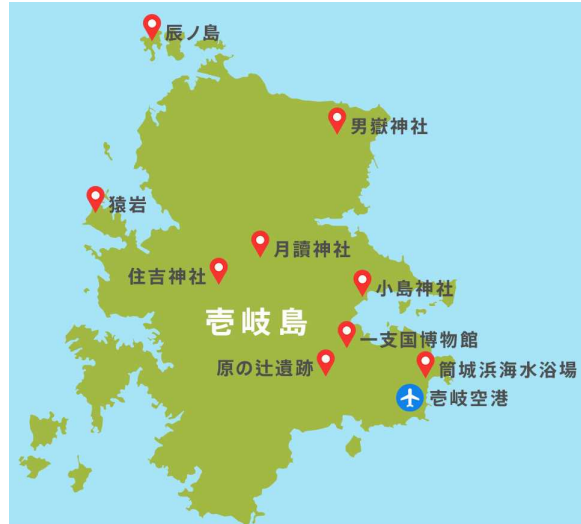 辰ノ島
男嶽神社
猿岩
月讀神社
住吉神社
小島神社
壱岐島
一支国博物館
原の辻遺跡
筒城浜海水浴場
壱岐空港